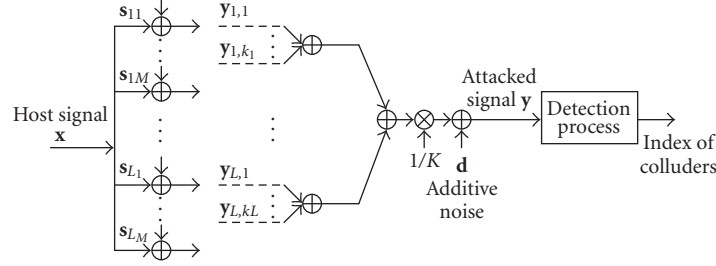 s11
y1,1
y1,k1
s1M
Host signal
x
Attacked
signal y
Detection
process
1/K
d
Additive
noise
Index of
colluders
sL1
yL,1
yL,kL
sLM